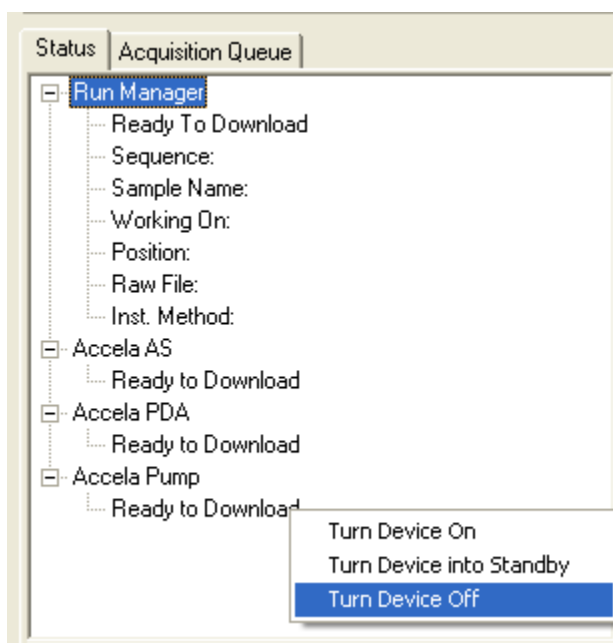 Status
Acquisition Queue
Run Manager
Ready To Download
Sequence:
Sample Name:
Working On:
Position:
Raw File:
Inst. Method:
Accela AS
Ready to Download
Accela PDA
Ready to Download
Accela Pump
Ready to Download
Turn Device On
Turn Device into Standby
Turn Device Off